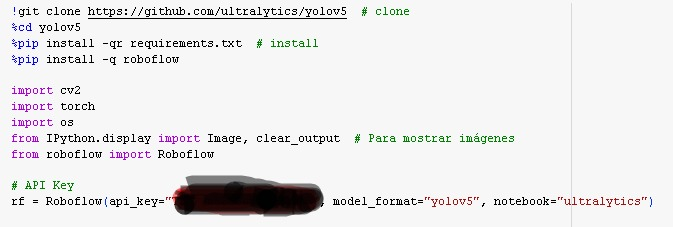 !git clone https://github.com/ultralytics/yolov5  # clone
%cd yolov5
%pip install -qr requirements.txt  # install
%pip install -q roboflow
import cv2
import torch
import os
from IPython.display import Image, clear_output  # Para mostrar imágenes
from roboflow import Roboflow
# API Key
rf = Roboflow(api_key=" , model_format="yolov5", notebook="ultralytics")